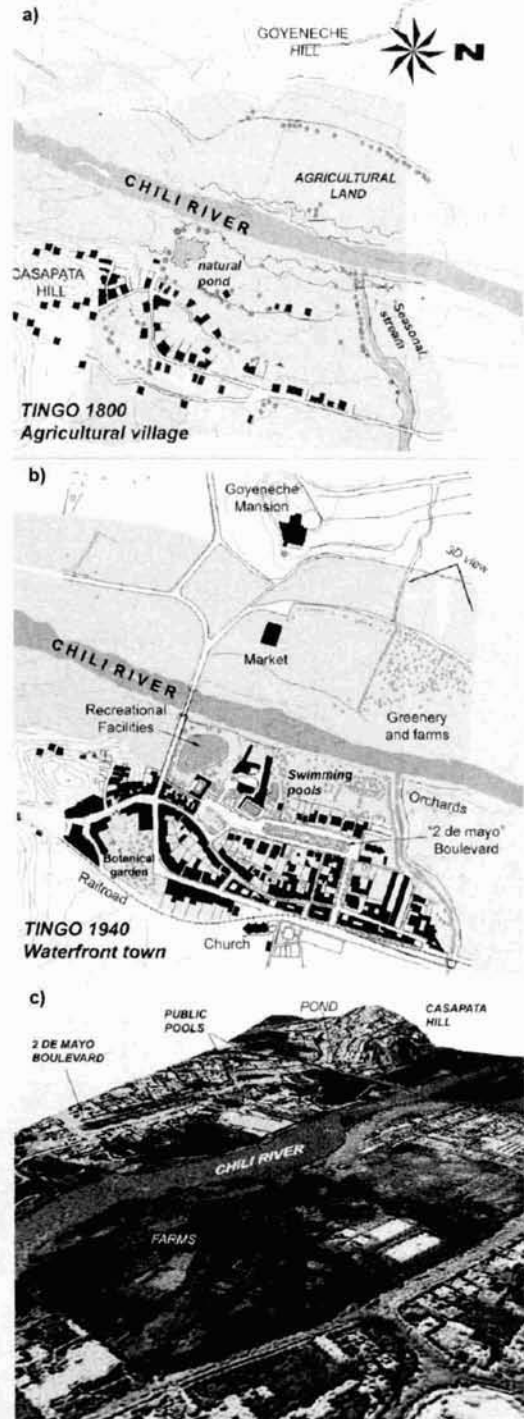 a)
GOYENECHE
HILL
N
AGRICULTURAL
LAND
CHILI RIVER
CASAPATA
HILL
natural
pond
Seasonal
stream
TINGO 1800
Agricultural village
b)
Goyeneche
Mansion
3D view
Market
CHILI RIVER
Recreational
Facilities
Greenery
and farms
Swimming
pools
Orchards
"2 de mayo"
Boulevard
Botanical
garden
Railroad
TINGO 1940
Waterfront town
Church
c)
POND
PUBLIC
POOLS
CASAPATA
HILL
2 DE MAYO
BOULEVARD
CHILI RIVER
FARMS